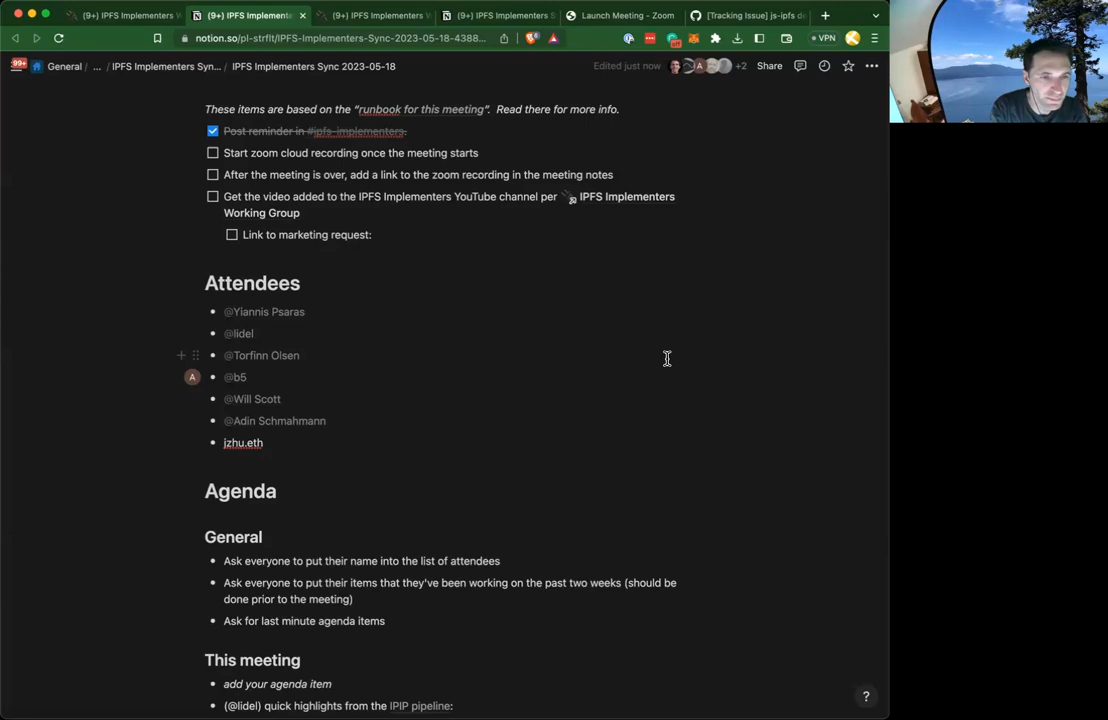 (9+) IPFS Implementers W
(9+) IPFS Implemente
(9+) IPFS Implementers W
(9+) IPFS Implementers S
Launch Meeting - Zoom
[Tracking Issue] js-ipfs de
notion.so/pl-strflt/IPFS-Implementers-Sync-2023-05-18-4388...
VPN
99+
General / ... / IPFS Implementers Syn... / IPFS Implementers Sync 2023-05-18
Edited just now
A
+2
Share
These items are based on the “runbook for this meeting”. Read there for more info.
Post reminder in #ipfs-implementers.
Start zoom cloud recording once the meeting starts
After the meeting is over, add a link to the zoom recording in the meeting notes
Get the video added to the IPFS Implementers YouTube channel per IPFS Implementers
Working Group
Link to marketing request:
Attendees
@Yiannis Psaras
@lidel
@Torfinn Olsen
A
@b5
@Will Scott
@Adin Schmahmann
jzhu.eth
Agenda
General
Ask everyone to put their name into the list of attendees
Ask everyone to put their items that they've been working on the past two weeks (should be
done prior to the meeting)
Ask for last minute agenda items
This meeting
add your agenda item
(@lidel) quick highlights from the IPIP pipeline:
?